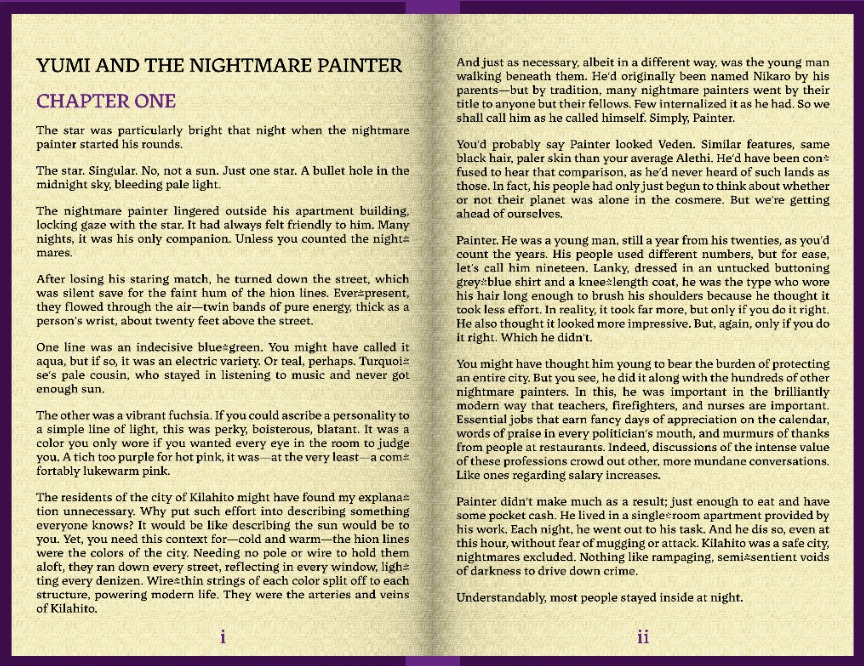 YUMI AND THE NIGHTMARE PAINTER
CHAPTER ONE
The star was particularly bright that night when the nightmare
painter started his rounds.
The star. Singular. No, not a sun. Just one star. A bullet hole in the
midnight sky, bleeding pale light.
The nightmare painter lingered outside his apartment building,
locking gaze with the star. It had always felt friendly to him. Many
nights, it was his only companion. Unless you counted the night-
mares.
After losing his staring match, he turned down the street, which
was silent save for the faint hum of the hion lines. Ever-present,
they flowed through the air—twin bands of pure energy, thick as a
person's wrist, about twenty feet above the street.
One line was an indecisive blue-green. You might have called it
aqua, but if so, it was an electric variety. Or teal, perhaps. Turquoi-
se's pale cousin, who stayed in listening to music and never got
enough sun.
The other was a vibrant fuchsia. If you could ascribe a personality to
a simple line of light, this was perky, boisterous, blatant. It was a
color you only wore if you wanted every eye in the room to judge
you. A tich too purple for hot pink, it was—at the very least—a com-
fortably lukewarm pink.
The residents of the city of Kilahito might have found my explana-
tion unnecessary. Why put such effort into describing something
everyone knows? It would be like describing the sun would be to
you. Yet, you need this context for—cold and warm—the hion lines
were the colors of the city. Needing no pole or wire to hold them
aloft, they ran down every street, reflecting in every window, ligh-
ting every denizen. Wire-thin strings of each color split off to each
structure, powering modern life. They were the arteries and veins
of Kilahito.
i
And just as necessary, albeit in a different way, was the young man
walking beneath them. He'd originally been named Nikaro by his
parents—but by tradition, many nightmare painters went by their
title to anyone but their fellows. Few internalized it as he had. So we
shall call him as he called himself. Simply, Painter.
You'd probably say Painter looked Veden. Similar features, same
black hair, paler skin than your average Alethi. He'd have been con-
fused to hear that comparison, as he'd never heard of such lands as
those. In fact, his people had only just begun to think about whether
or not their planet was alone in the cosmere. But we're getting
ahead of ourselves.
Painter. He was a young man, still a year from his twenties, as you'd
count the years. His people used different numbers, but for ease,
let's call him nineteen. Lanky, dressed in an untucked buttoning
grey-blue shirt and a knee-length coat, he was the type who wore
his hair long enough to brush his shoulders because he thought it
took less effort. In reality, it took far more, but only if you do it right.
He also thought it looked more impressive. But, again, only if you do
it right. Which he didn't.
You might have thought him young to bear the burden of protecting
an entire city. But you see, he did it along with the hundreds of other
nightmare painters. In this, he was important in the brilliantly
modern way that teachers, firefighters, and nurses are important.
Essential jobs that earn fancy days of appreciation on the calendar,
words of praise in every politician's mouth, and murmurs of thanks
from people at restaurants. Indeed, discussions of the intense value
of these professions crowd out other, more mundane conversations.
Like ones regarding salary increases.
Painter didn't make much as a result; just enough to eat and have
some pocket cash. He lived in a single-room apartment provided by
his work. Each night, he went out to his task. And he dis so, even at
this hour, without fear of mugging or attack. Kilahito was a safe city,
nightmares excluded. Nothing like rampaging, semi-sentient voids
of darkness to drive down crime.
Understandably, most people stayed inside at night.
ii